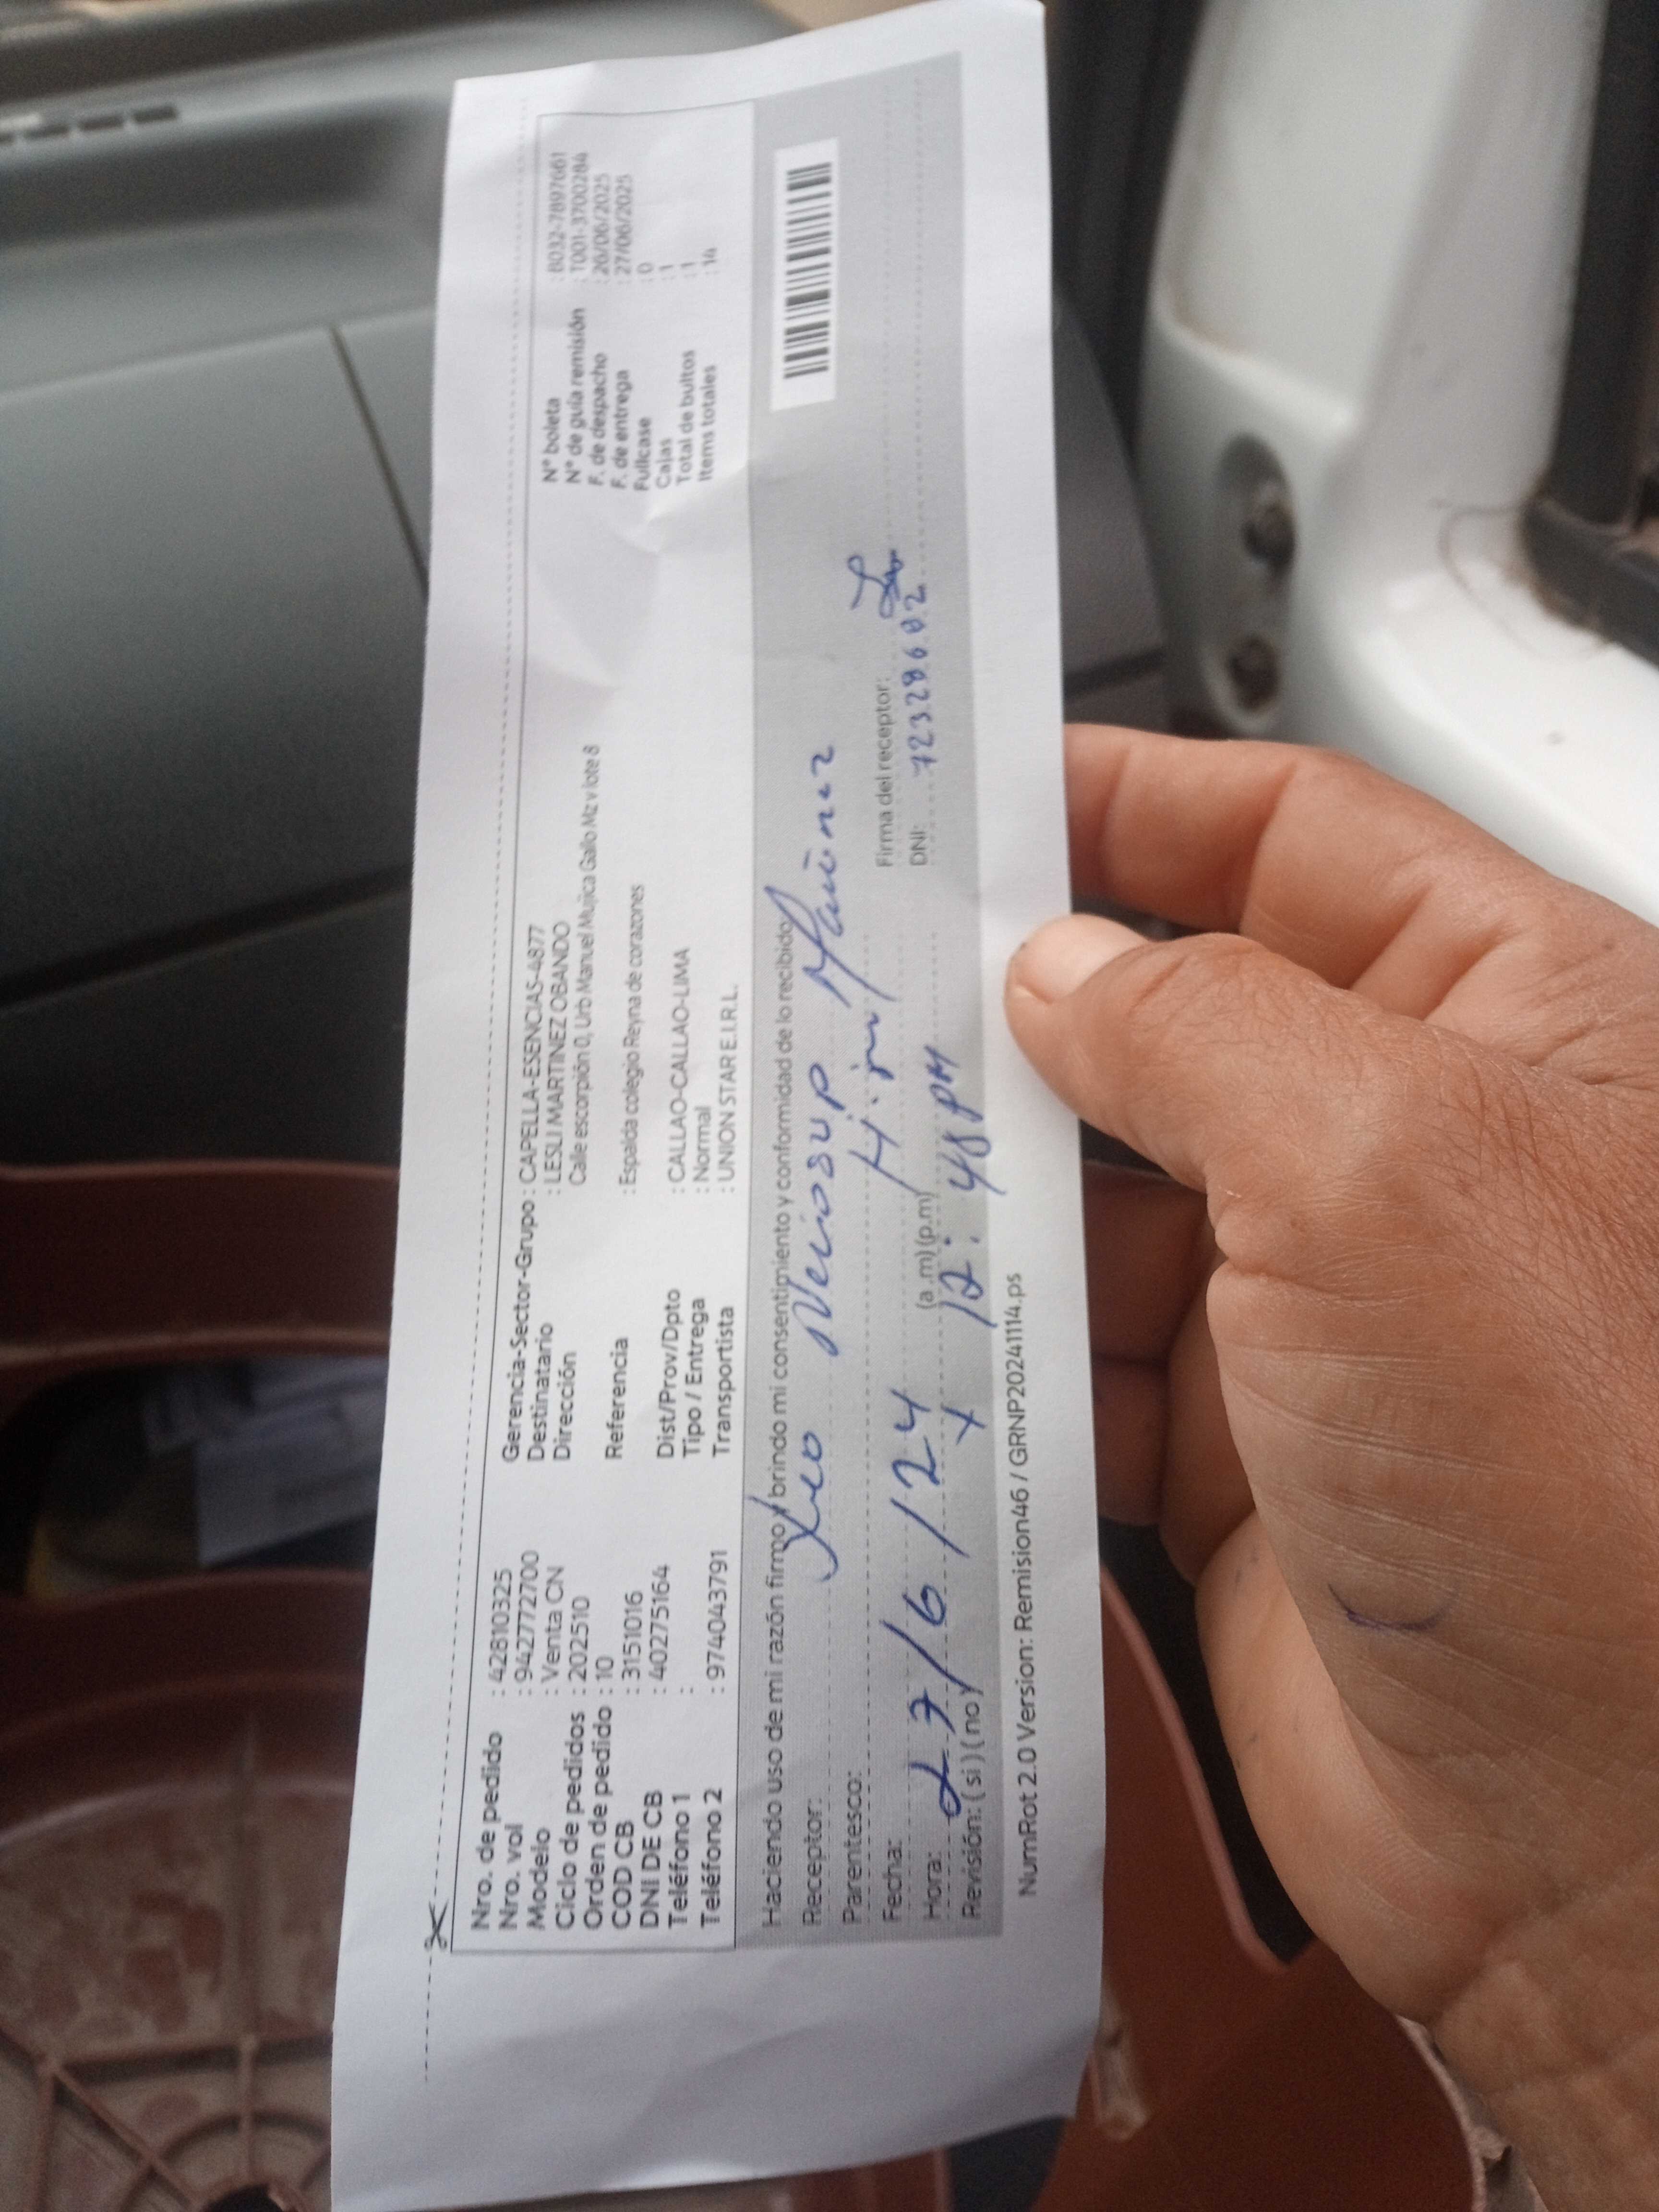 Nro. de pedido : 42810325
Nro. vol : 9427772700
Modelo : Venta CN
Ciclo de pedidos : 202510
Orden de pedido : 10
COD CB : 3151016
DNI DE CB : 40275164
Teléfono 1 :
Teléfono 2 : 974043791
Gerencia-Sector-Grupo : CAPELLA-ESENCIAS-4877
Destinatario : LESLI MARTINEZ OBANDO
Dirección Calle escorpión 0, Urb Manuel Mujica Gallo Mz v lote 8
Referencia : Espalda colegio Reyna de corazones
Dist/Prov/Dpto : CALLAO-CALLAO-LIMA
Tipo / Entrega : Normal
Transportista : UNION STAR E.I.R.L.
N° boleta : B032-7897661
N° de guía remisión : T001-3700284
F. de despacho : 26/06/2025
F. de entrega : 27/06/2025
Fullcase : 0
Cajas : 1
Total de bultos : 1
Items totales : 14
Haciendo uso de mi razón firmo y brindo mi consentimiento y conformidad de lo recibido
Receptor:
Parentesco:
Fecha: 27/6/24
Firma del receptor:
Hora: (a.m)(p.m) 12:48 PM
DNI:
Revisión: (si)(no) X
NumRot 2.0 Version: Remision46 / GRNP20241114.ps